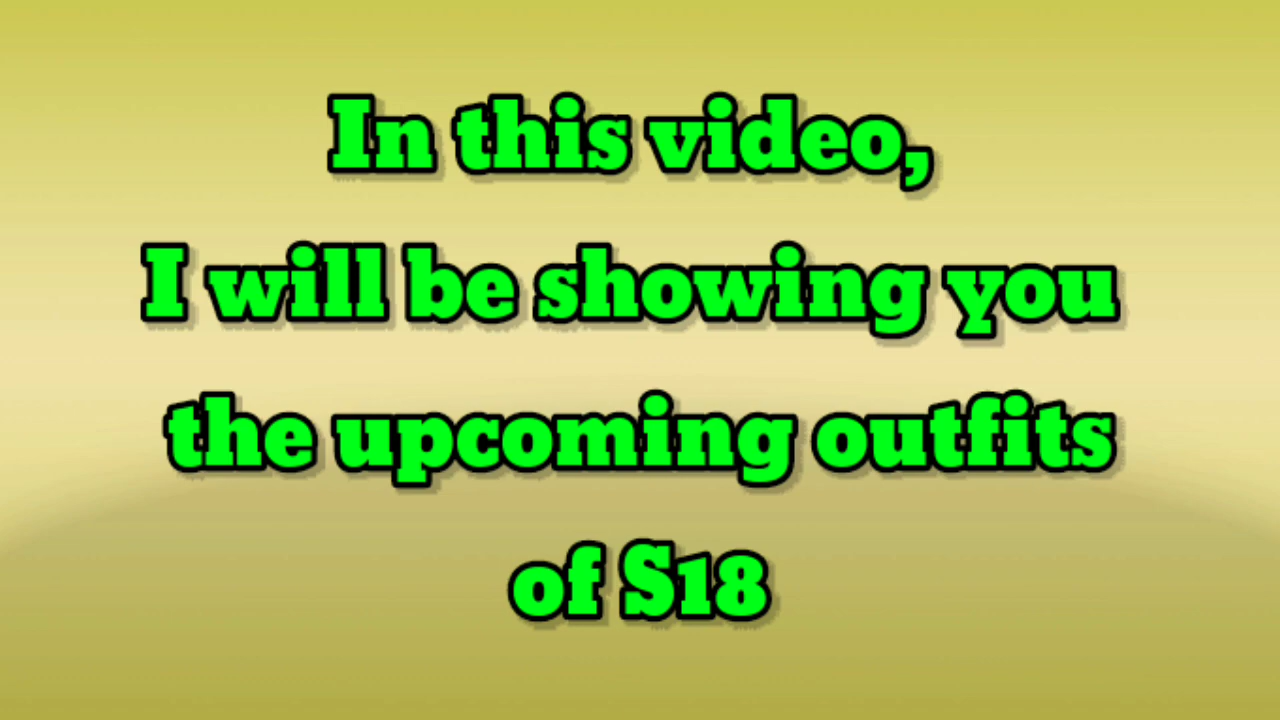 In this video,
I will be showing you
the upcoming outfits
of S18